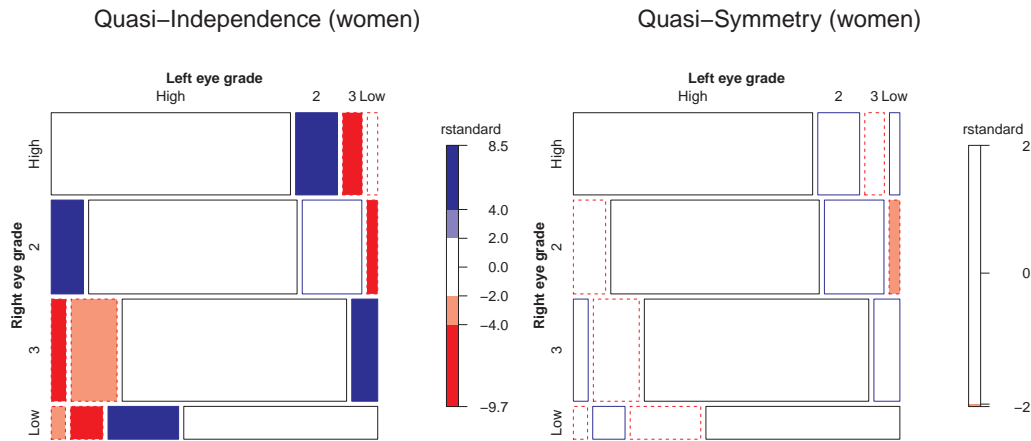 Quasi−Independence (women)
Left eye grade
High 2 3 Low
Right eye grade
High
2
3
Low
rstandard
8.5
4.0
2.0
0.0
−2.0
−4.0
−9.7
Quasi−Symmetry (women)
Left eye grade
High 2 3 Low
Right eye grade
High
2
3
Low
rstandard
2
0
−2